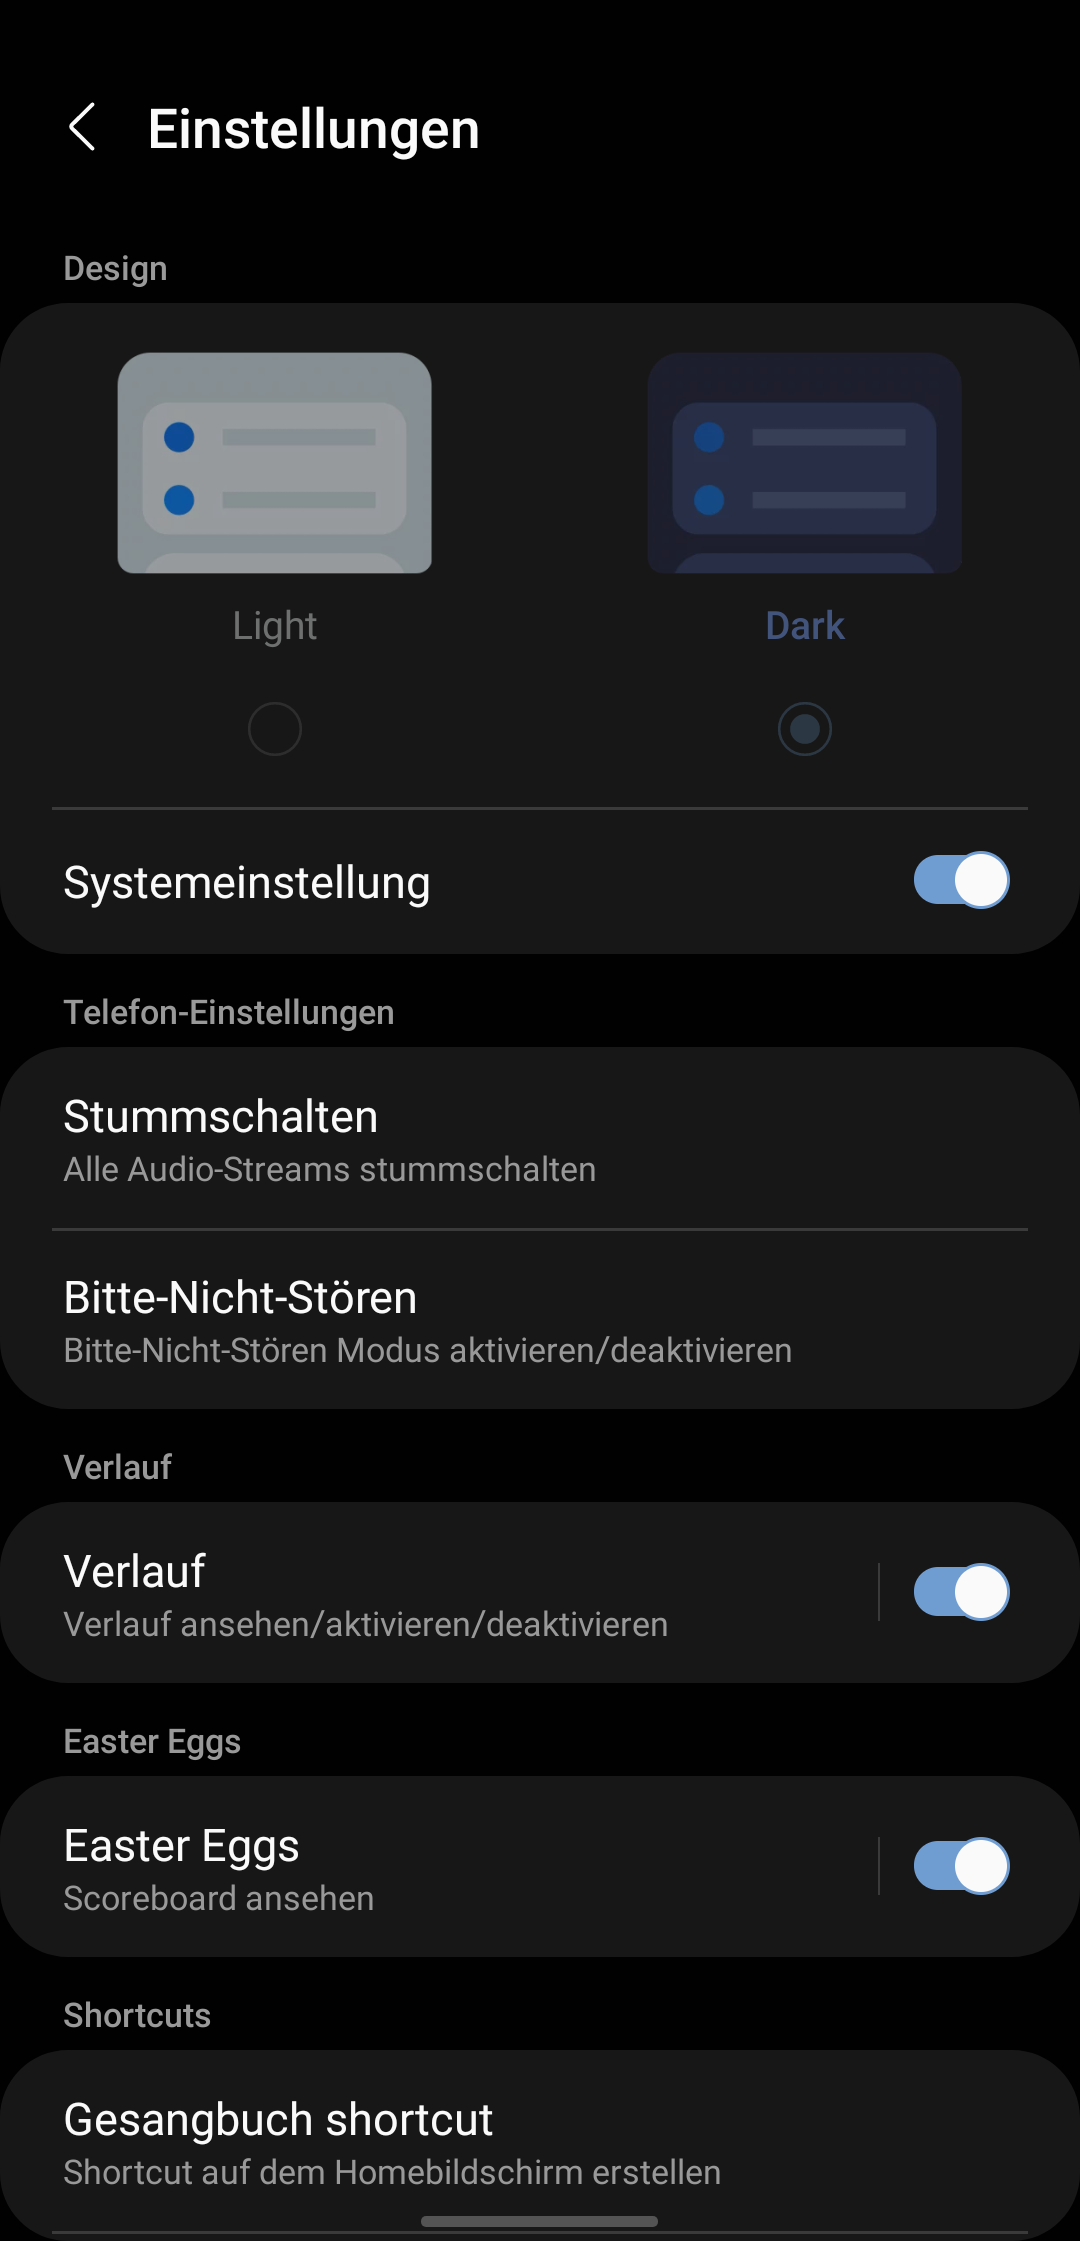 Einstellungen
Design
Light
Dark
Systemeinstellung
Telefon-Einstellungen
Stummschalten
Alle Audio-Streams stummschalten
Bitte-Nicht-Stören
Bitte-Nicht-Stören Modus aktivieren/deaktivieren
Verlauf
Verlauf
Verlauf ansehen/aktivieren/deaktivieren
Easter Eggs
Easter Eggs
Scoreboard ansehen
Shortcuts
Gesangbuch shortcut
Shortcut auf dem Homebildschirm erstellen